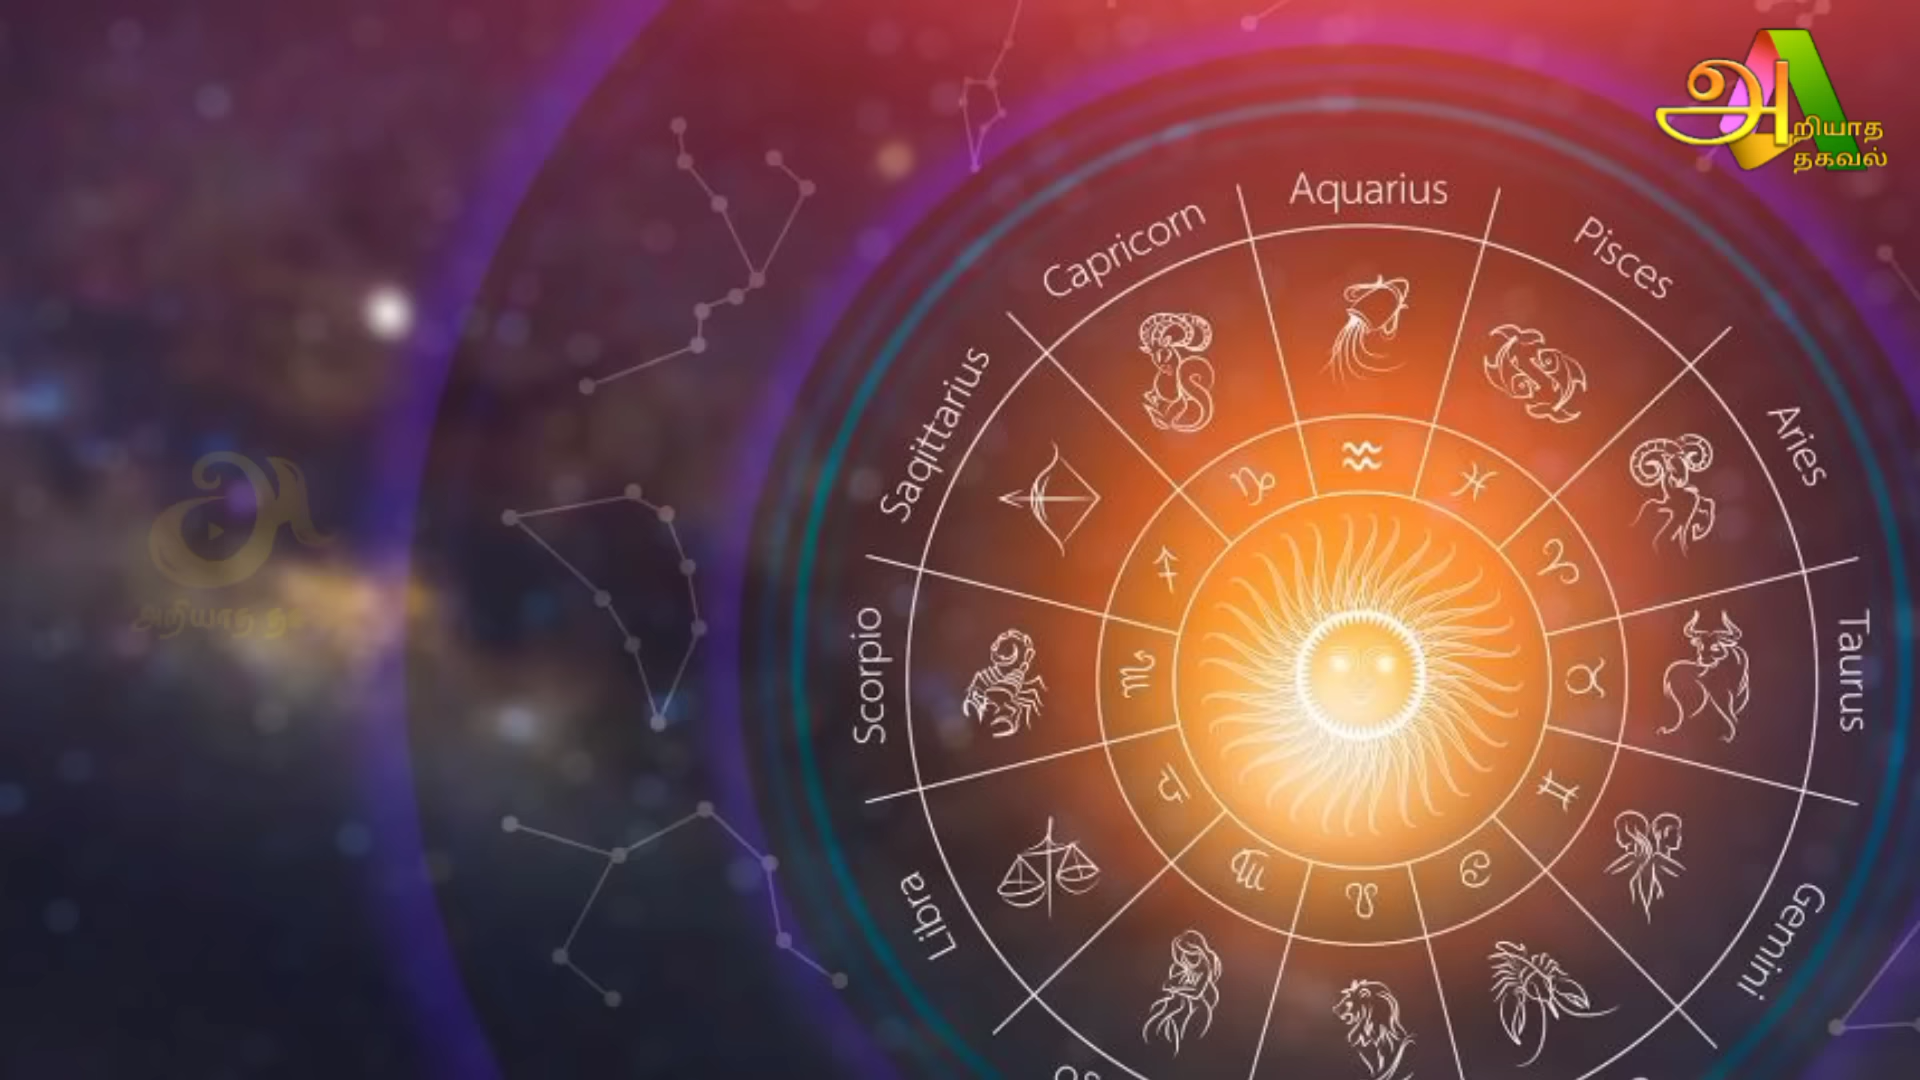 அறியாத
தகவல்
Aquarius
Capricorn
Pisces
Sagittarius
Aries
Scorpio
Taurus
Libra
Gemini